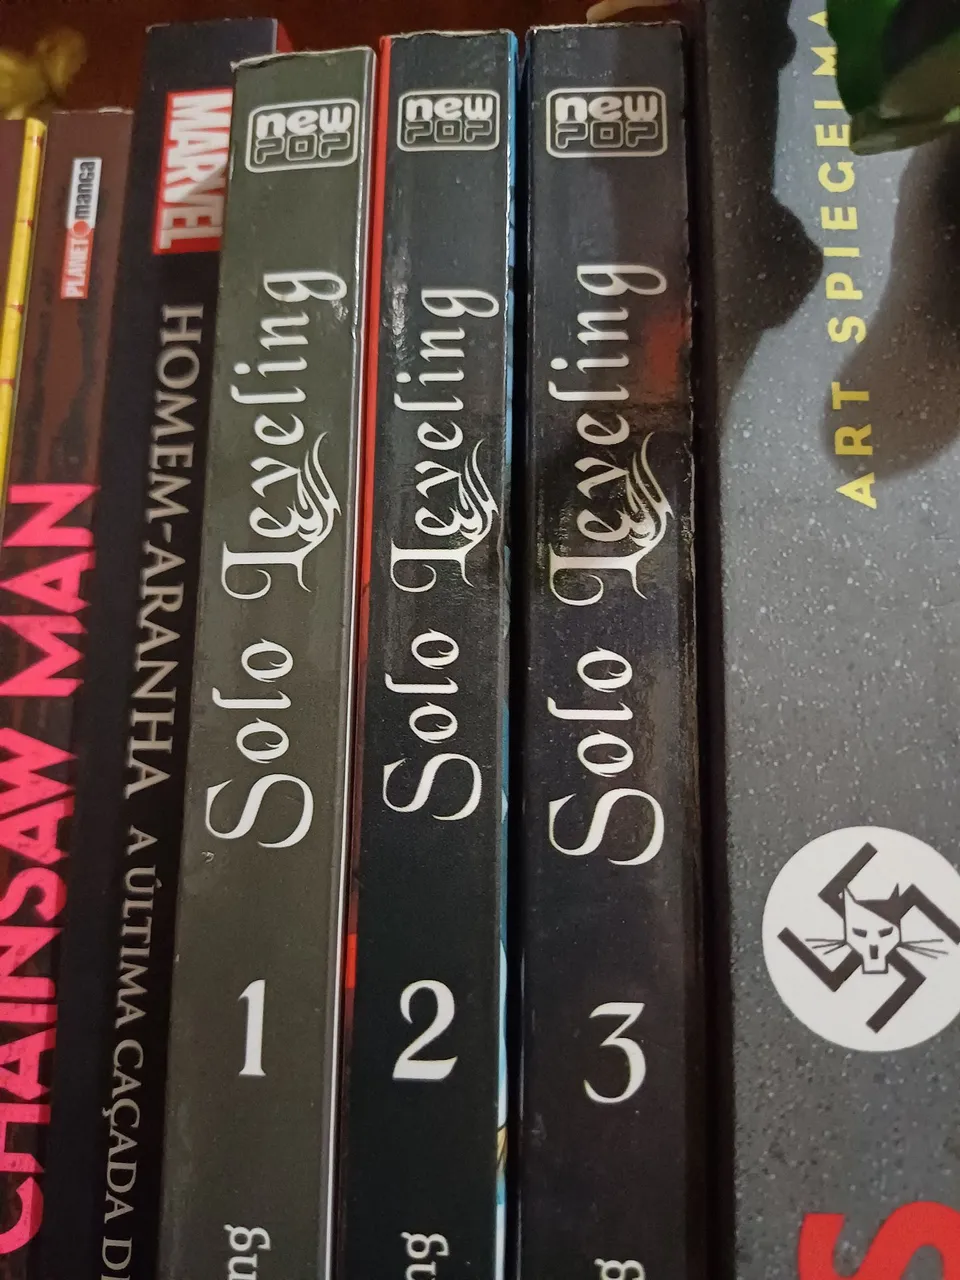 CHAINSAW MAN
PLANET manga
HOMEM-ARANHA A ÚLTIMA CAÇADA
MARVEL
1 Solo Leveling
new
POP
2 Solo Leveling
new
POP
3 Solo Leveling
new
POP
S
ART SPIEGELMA